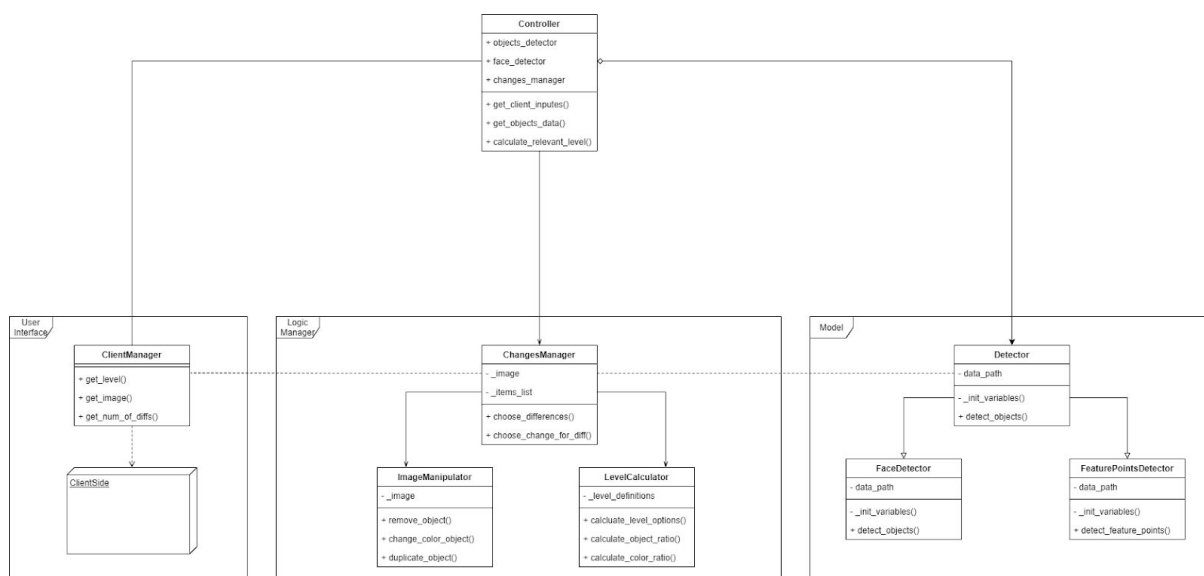 Controller
+ objects_detector
+ face_detector
+ changes_manager
+ get_client_inputes()
+ get_objects_data()
+ calculate_relevant_level()
User
Interface
ClientManager
+ get_level()
+ get_image()
+ get_num_of_diffs()
ClientSide
Logic
Manager
ChangesManager
- _image
- _items_list
+ choose_differences()
+ choose_change_for_diff()
ImageManipulator
- _image
+ remove_object()
+ change_color_object()
+ duplicate_object()
LevelCalculator
- _level_definitions
+ calcluate_level_options()
+ calculate_object_ratio()
+ calculate_color_ratio()
Model
Detector
- data_path
- _init_variables()
+ detect_objects()
FaceDetector
- data_path
- _init_variables()
+ detect_objects()
FeaturePointsDetector
- data_path
- _init_variables()
+ detect_feature_points()